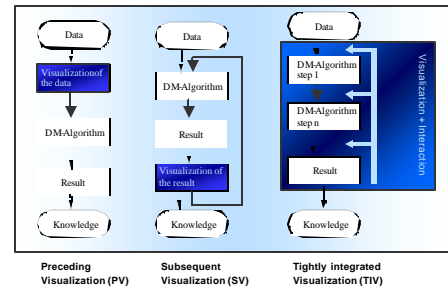 Data
Visualizationof
the data
DM-Algorithm
Result
Knowledge
Preceding
Visualization (PV)
Data
DM-Algorithm
Result
Visualization of
the result
Knowledge
Subsequent
Visualization (SV)
Data
DM-Algorithm
step 1
DM-Algorithm
step n
Result
Knowledge
Visualization + Interaction
Tightly integrated
Visualization (TIV)